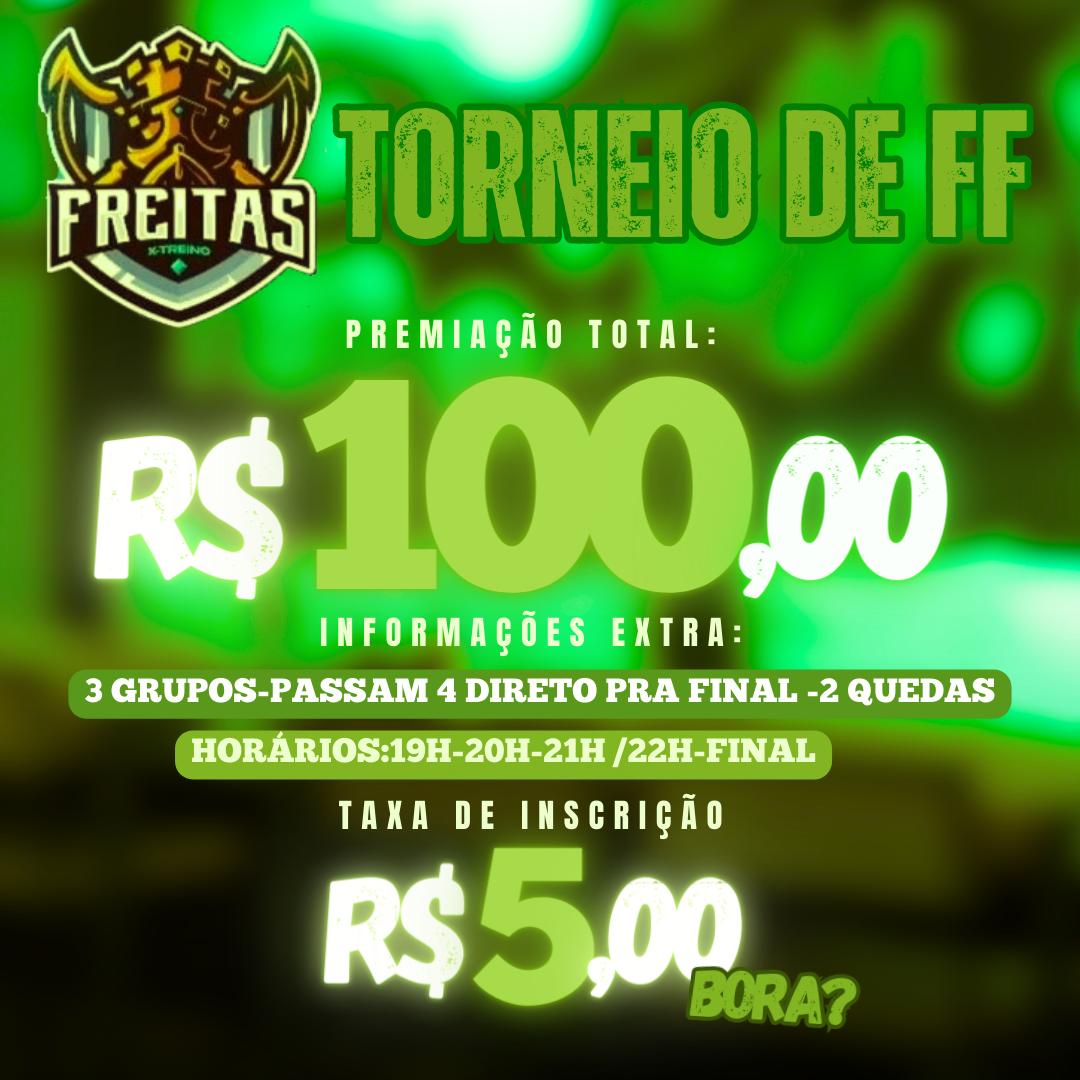 FREITAS
X-TREINO
TORNEIO DE FF
PREMIAÇÃO TOTAL:
R$100,00
INFORMAÇÕES EXTRA:
3 GRUPOS-PASSAM 4 DIRETO PRA FINAL -2 QUEDAS
HORÁRIOS:19H-20H-21H /22H-FINAL
TAXA DE INSCRIÇÃO
R$5,00
BORA?